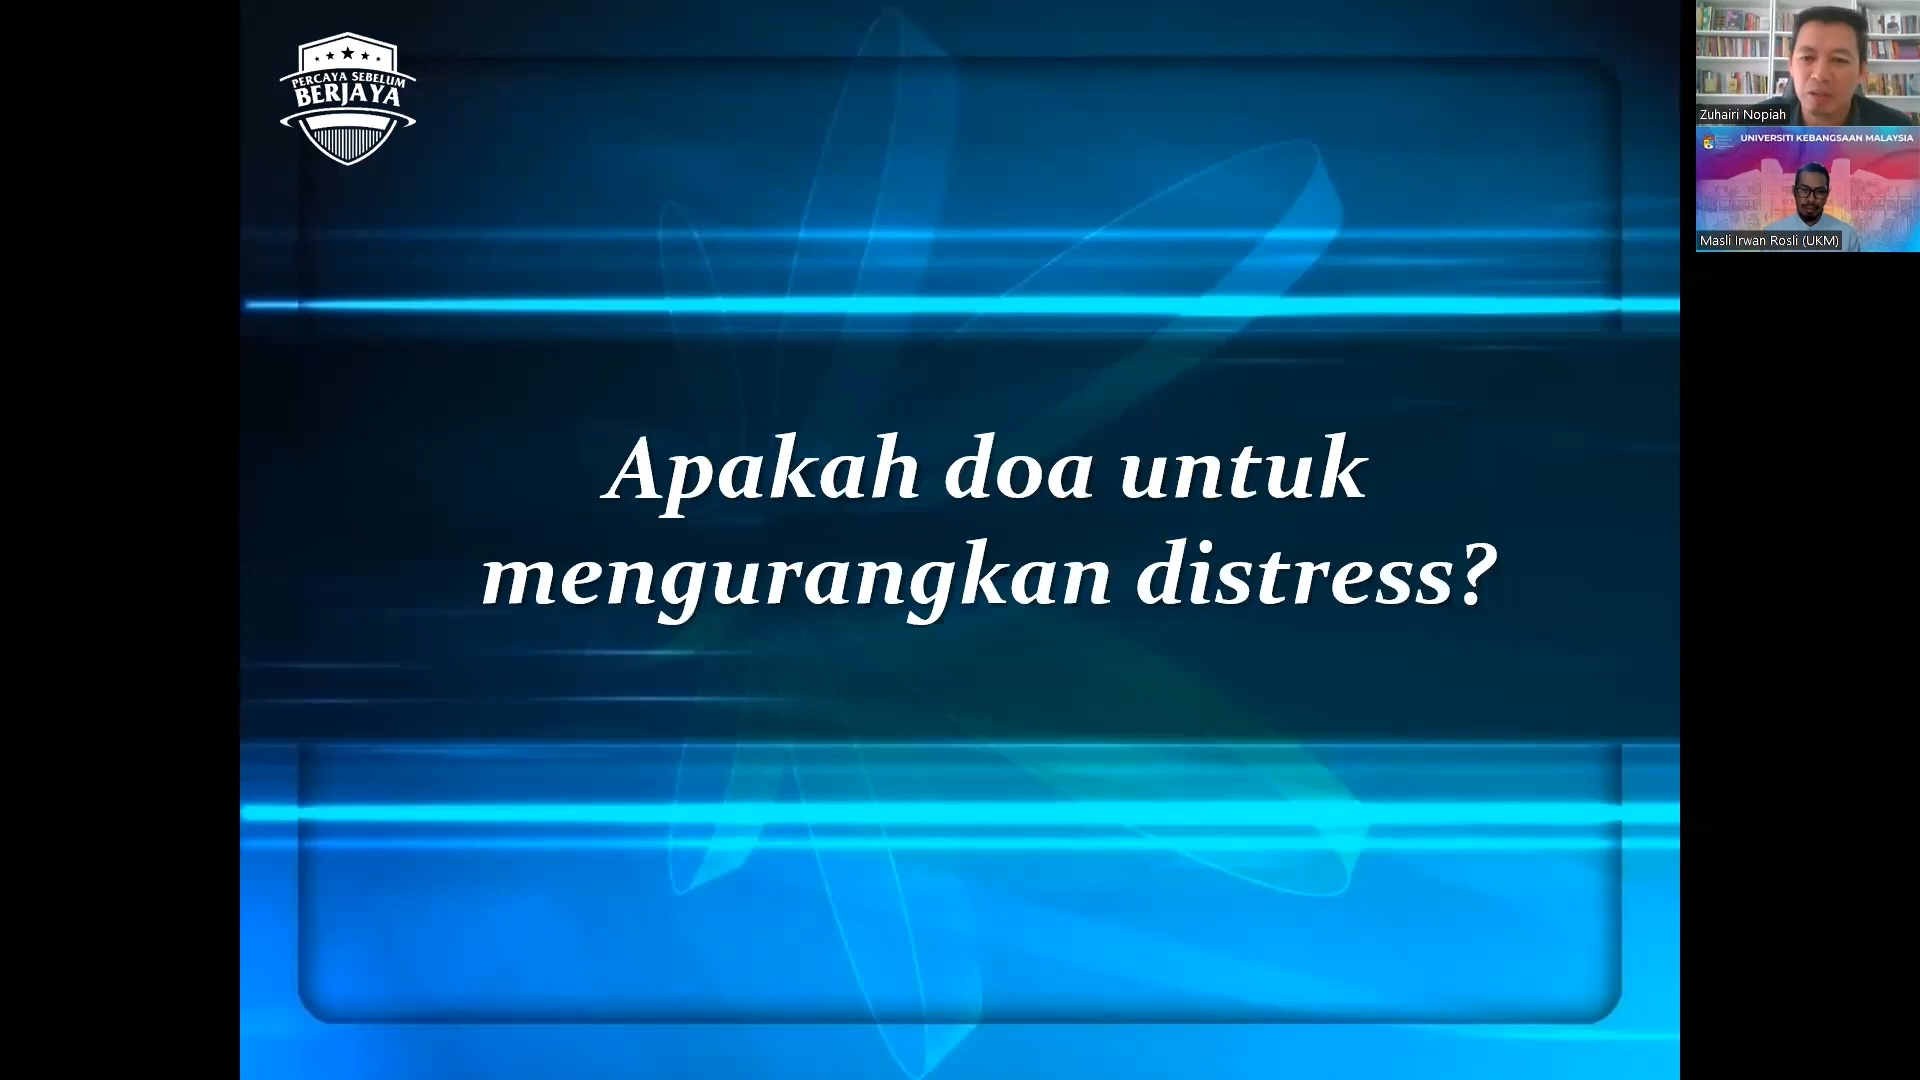 PERCAYA SEBELUM
BERJAYA
Apakah doa untuk
mengurangkan distress?
Zuhairi Nopiah
UNIVERSITI KEBANGSAAN MALAYSIA
Masli Irwan Rosli (UKM)